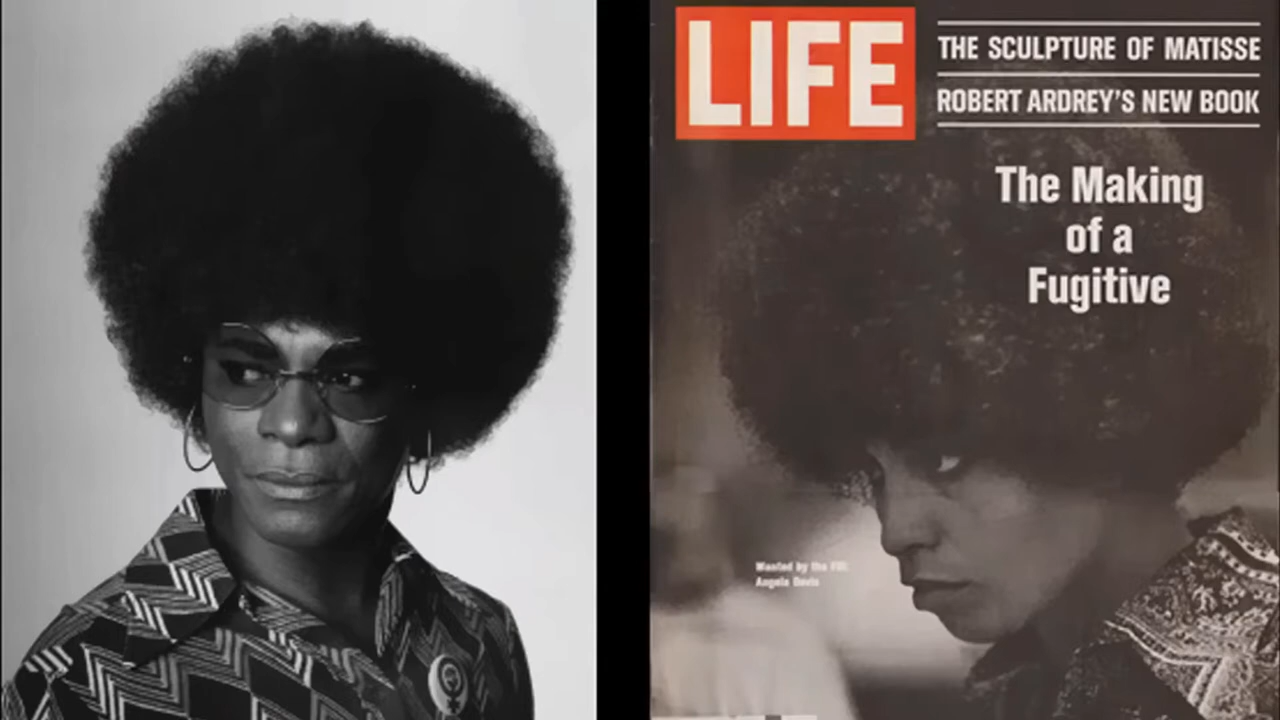 LIFE
THE SCULPTURE OF MATISSE
ROBERT ARDREY'S NEW BOOK
The Making
of a
Fugitive
Wanted by the FBI:
Angela Davis